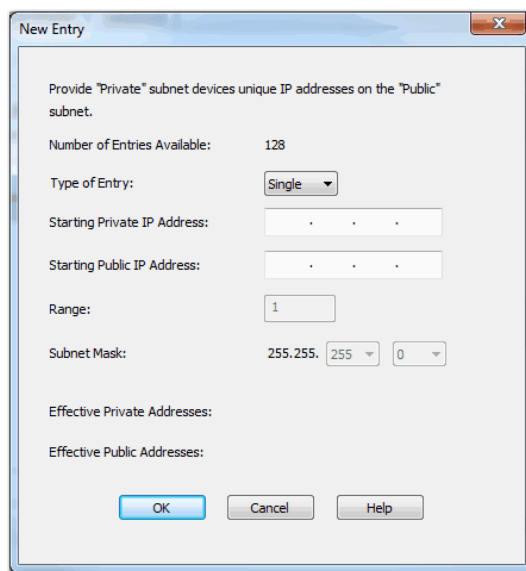 New Entry
Provide "Private" subnet devices unique IP addresses on the "Public"
subnet.
Number of Entries Available: 128
Type of Entry: Single
Starting Private IP Address: . . .
Starting Public IP Address: . . .
Range: 1
Subnet Mask: 255.255. 255 0
Effective Private Addresses:
Effective Public Addresses:
OK Cancel Help